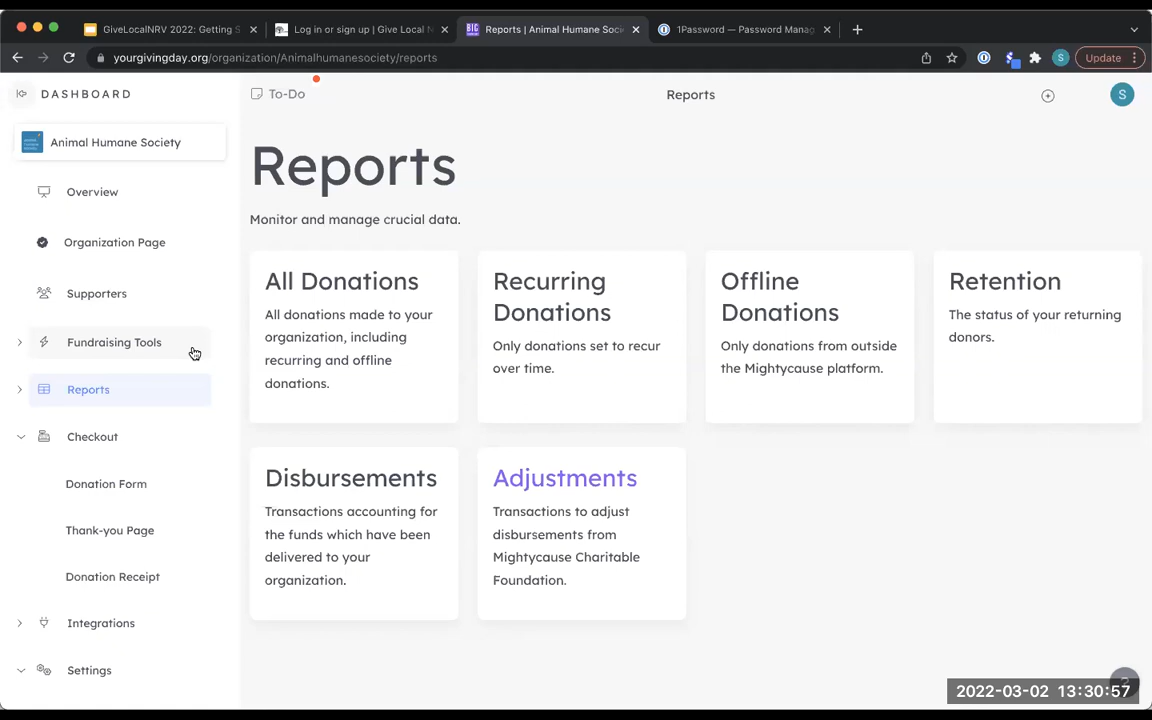 GiveLocalNRV 2022: Getting S
Log in or sign up | Give Local N
Reports | Animal Humane Soci
1Password — Password Manag
yourgivingday.org/organization/Animalhumanesociety/reports
S
Update
DASHBOARD
To-Do
Reports
S
Animal Humane Society
Overview
Organization Page
Supporters
Fundraising Tools
Reports
Checkout
Donation Form
Thank-you Page
Donation Receipt
Integrations
Settings
Reports
Monitor and manage crucial data.
All Donations
All donations made to your
organization, including
recurring and offline
donations.
Recurring
Donations
Only donations set to recur
over time.
Offline
Donations
Only donations from outside
the Mightycause platform.
Retention
The status of your returning
donors.
Disbursements
Transactions accounting for
the funds which have been
delivered to your
organization.
Adjustments
Transactions to adjust
disbursements from
Mightycause Charitable
Foundation.
2022-03-02 13:30:57